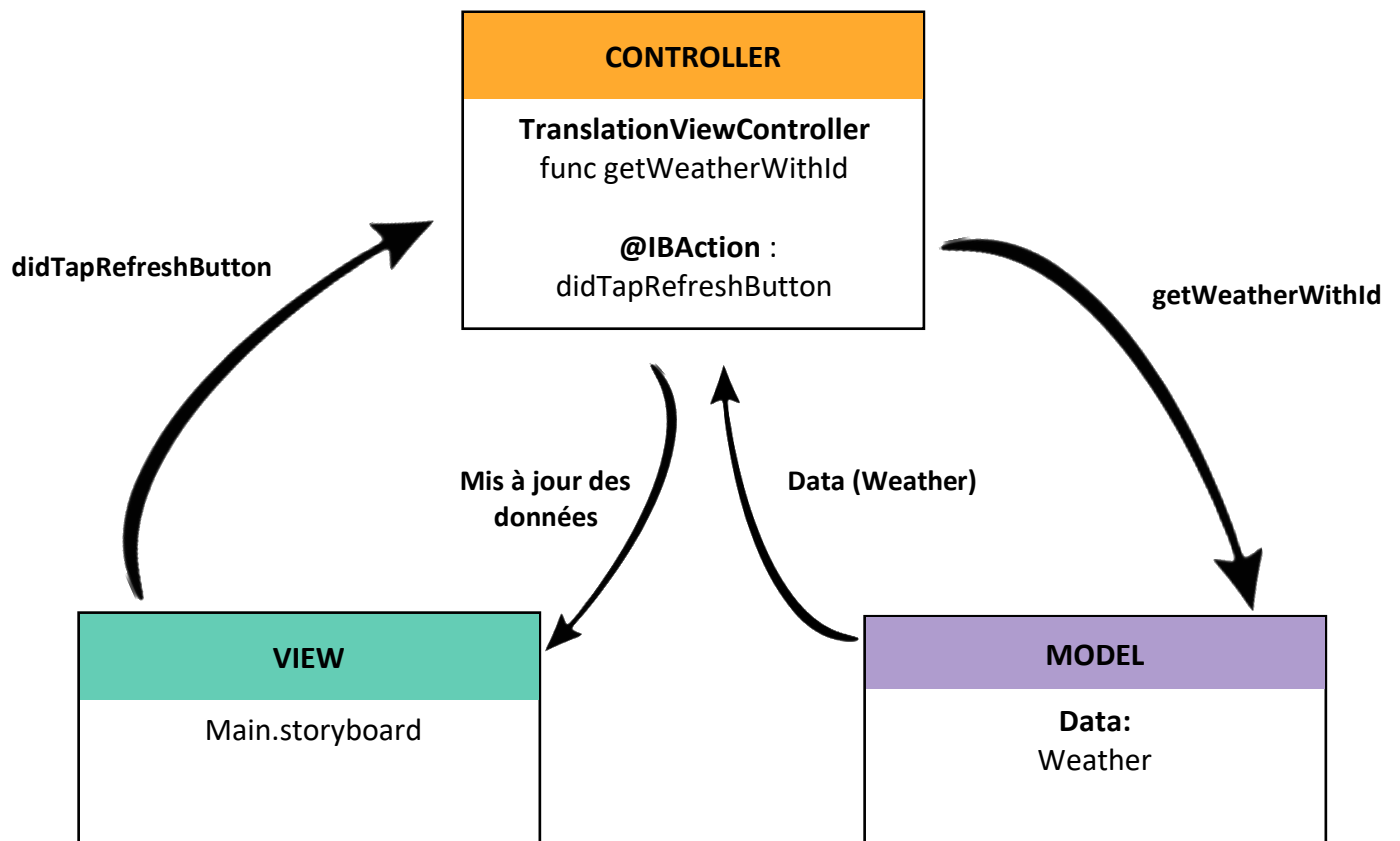 CONTROLLER
TranslationViewController
func getWeatherWithId
@IBAction :
didTapRefreshButton
didTapRefreshButton
getWeatherWithId
Mis à jour des
données
Data (Weather)
VIEW
Main.storyboard
MODEL
Data:
Weather